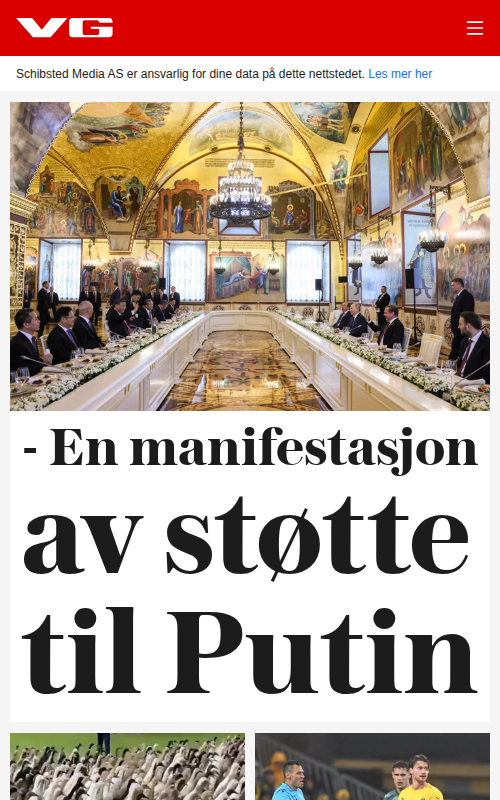 VG
Schibsted Media AS er ansvarlig for dine data på dette nettstedet. Les mer her
- En manifestasjon
av støtte
til Putin